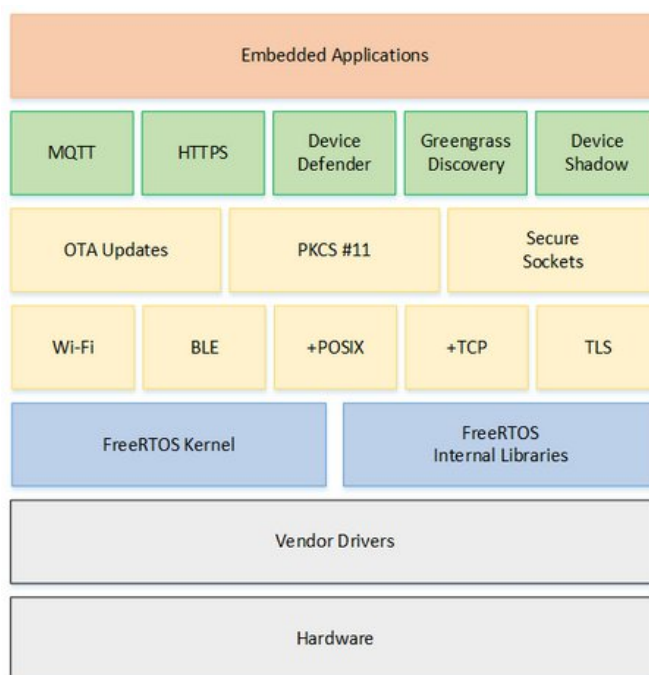 Embedded Applications
MQTT
HTTPS
Device
Defender
Greengrass
Discovery
Device
Shadow
OTA Updates
PKCS #11
Secure
Sockets
Wi-Fi
BLE
+POSIX
+TCP
TLS
FreeRTOS Kernel
FreeRTOS
Internal Libraries
Vendor Drivers
Hardware